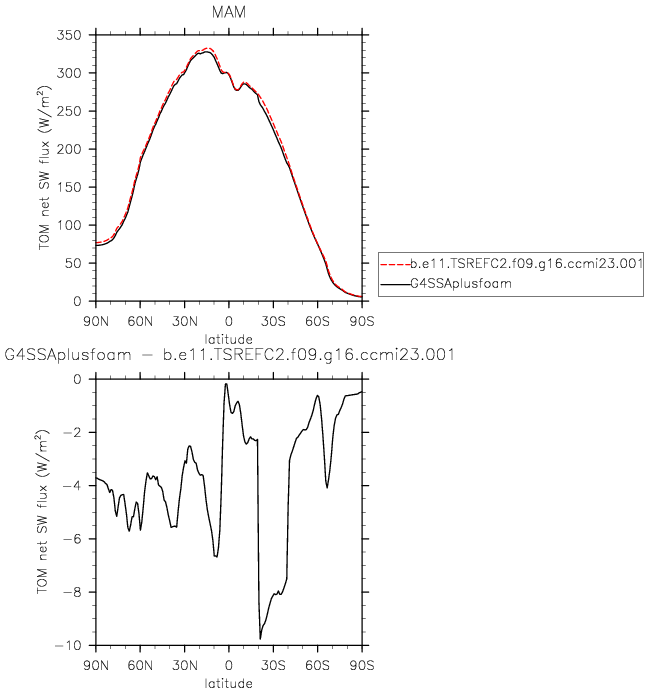 MAM
350
300
250
200
150
100
50
0
TOM net SW flux (W/m²)
90N 60N 30N 0 30S 60S 90S
latitude
b.e11.TSREFC2.f09.g16.ccmi23.001
G4SSAplusfoam
G4SSAplusfoam − b.e11.TSREFC2.f09.g16.ccmi23.001
0
−2
−4
−6
−8
−10
TOM net SW flux (W/m²)
90N 60N 30N 0 30S 60S 90S
latitude